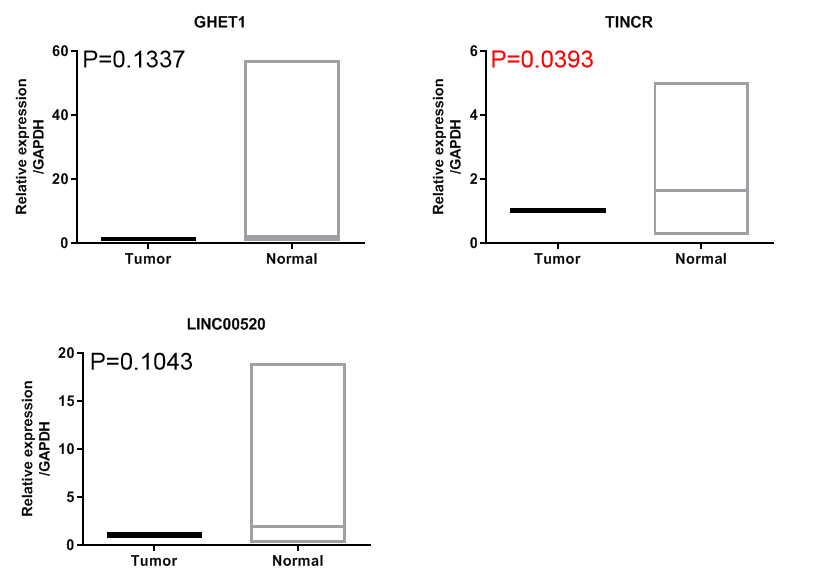 GHET1
P=0.1337
Relative expression
/GAPDH
60
40
20
0
Tumor
Normal
TINCR
P=0.0393
Relative expression
/GAPDH
6
4
2
0
Tumor
Normal
LINC00520
P=0.1043
Relative expression
/GAPDH
20
15
10
5
0
Tumor
Normal